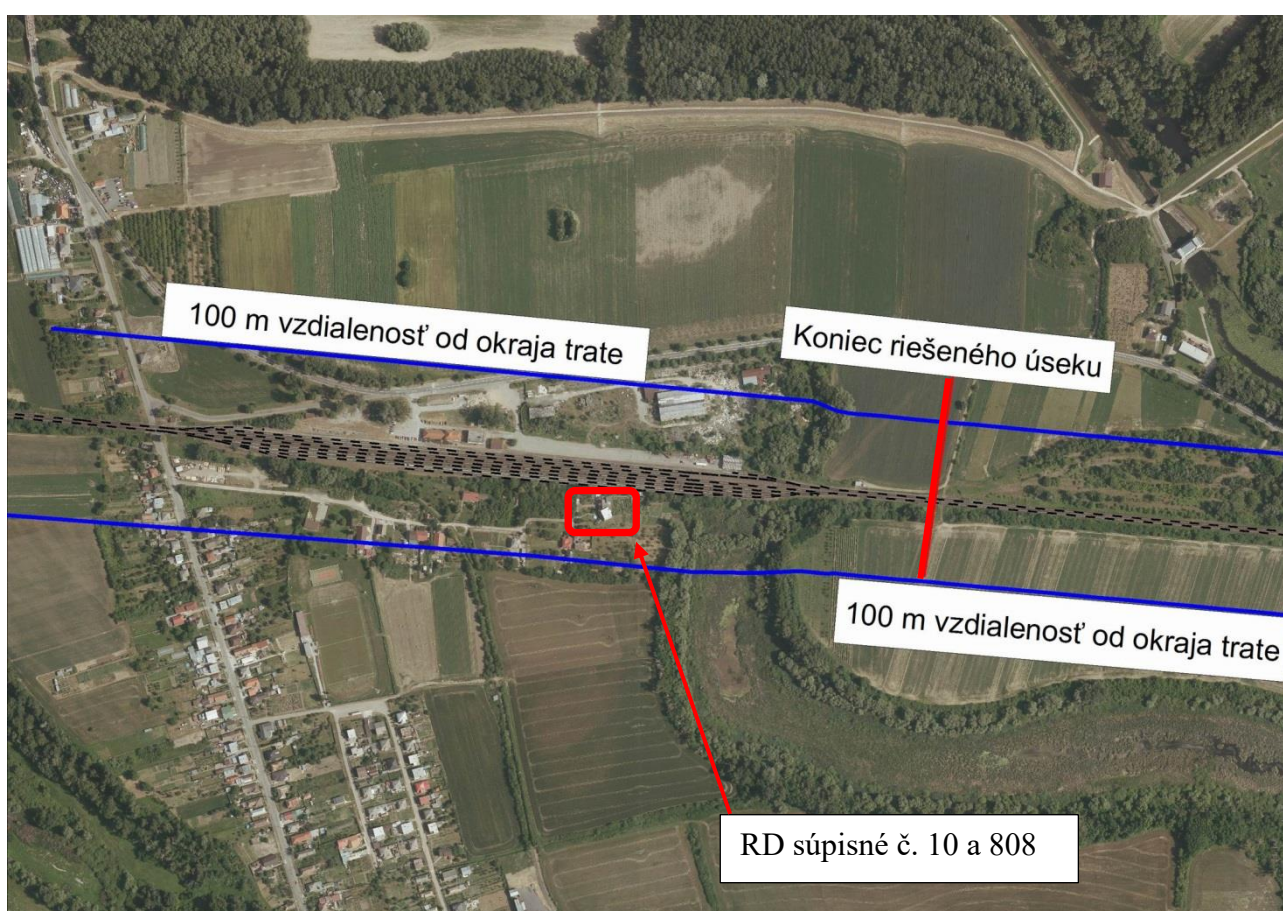 100 m vzdialenosť od okraja trate
Koniec riešeného úseku
100 m vzdialenosť od okraja trate
RD súpisné č. 10 a 808